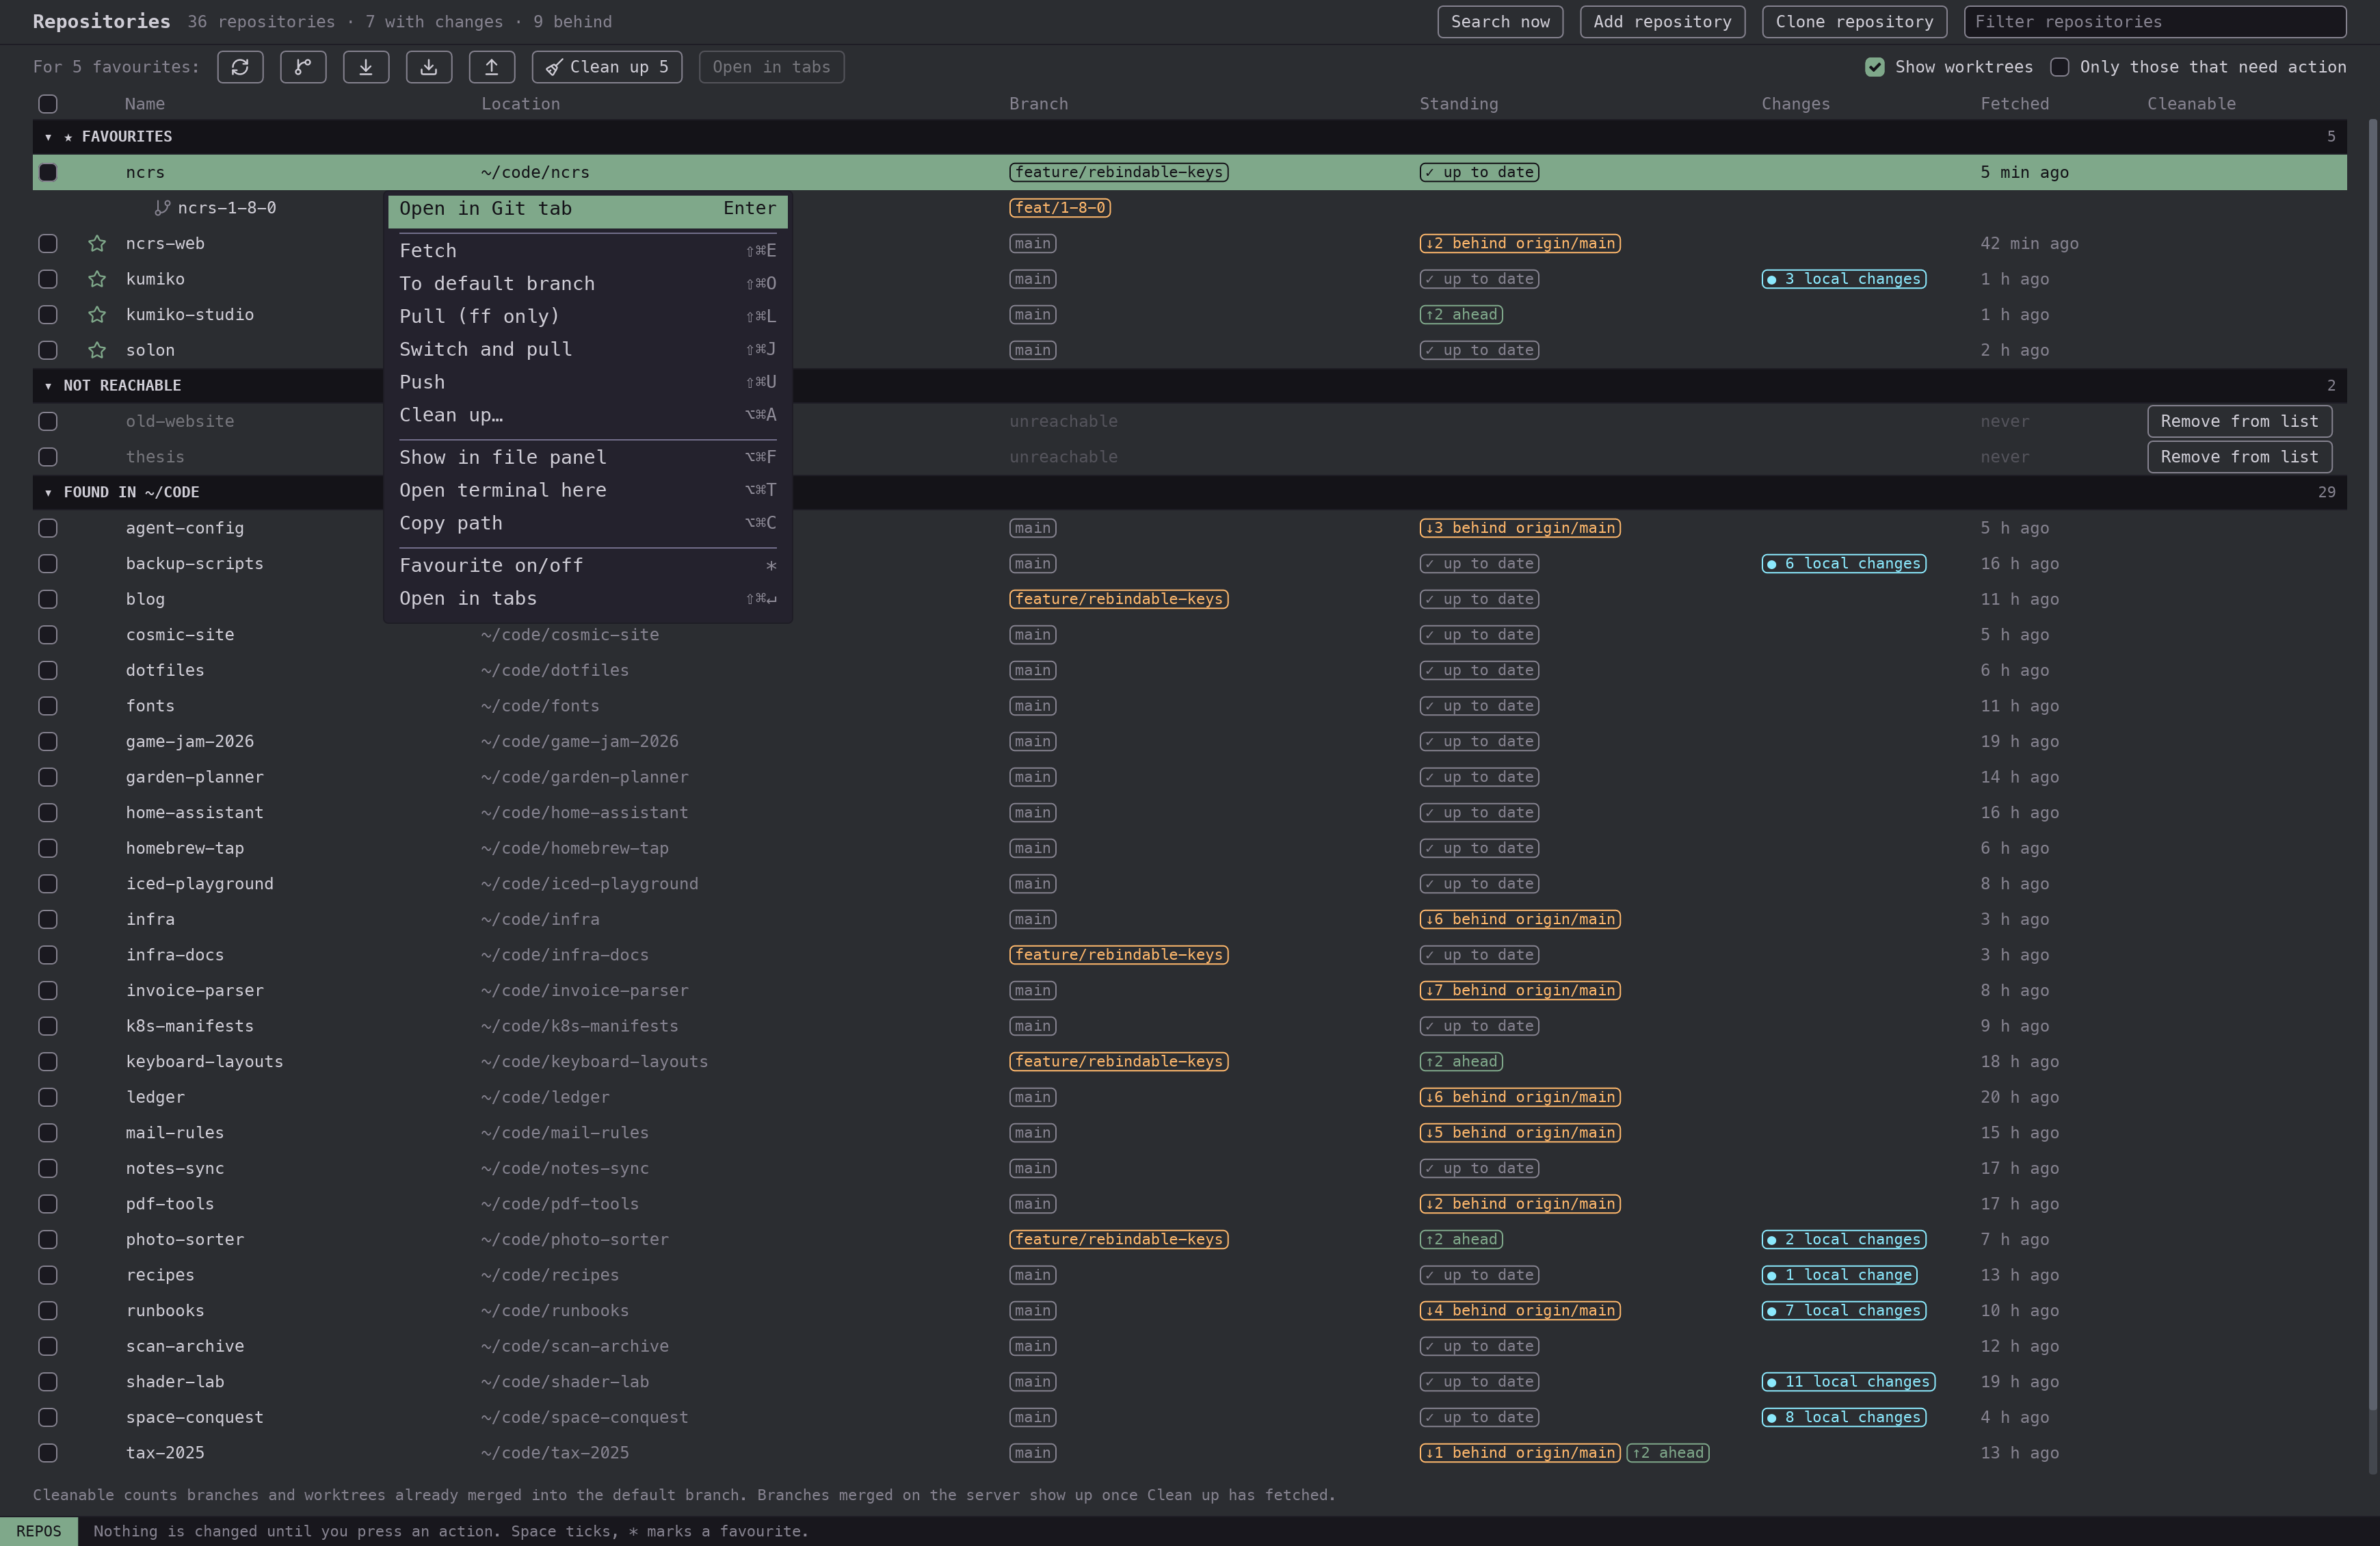 Repositories 36 repositories · 7 with changes · 9 behind Search now Add repository Clone repository Filter repositories
For 5 favourites: Clean up 5 Open in tabs Show worktrees Only those that need action
Name Location Branch Standing Changes Fetched Cleanable
▾ ★ FAVOURITES 5
ncrs ~/code/ncrs feature/rebindable-keys ✓ up to date 5 min ago
ncrs-1-8-0 feat/1-8-0
ncrs-web main ↓2 behind origin/main 42 min ago
kumiko main ✓ up to date ● 3 local changes 1 h ago
kumiko-studio main ↑2 ahead 1 h ago
solon main ✓ up to date 2 h ago
▾ NOT REACHABLE 2
old-website unreachable never Remove from list
thesis unreachable never Remove from list
▾ FOUND IN ~/CODE 29
agent-config main ↓3 behind origin/main 5 h ago
backup-scripts main ✓ up to date ● 6 local changes 16 h ago
blog feature/rebindable-keys ✓ up to date 11 h ago
cosmic-site ~/code/cosmic-site main ✓ up to date 5 h ago
dotfiles ~/code/dotfiles main ✓ up to date 6 h ago
fonts ~/code/fonts main ✓ up to date 11 h ago
game-jam-2026 ~/code/game-jam-2026 main ✓ up to date 19 h ago
garden-planner ~/code/garden-planner main ✓ up to date 14 h ago
home-assistant ~/code/home-assistant main ✓ up to date 16 h ago
homebrew-tap ~/code/homebrew-tap main ✓ up to date 6 h ago
iced-playground ~/code/iced-playground main ✓ up to date 8 h ago
infra ~/code/infra main ↓6 behind origin/main 3 h ago
infra-docs ~/code/infra-docs feature/rebindable-keys ✓ up to date 3 h ago
invoice-parser ~/code/invoice-parser main ↓7 behind origin/main 8 h ago
k8s-manifests ~/code/k8s-manifests main ✓ up to date 9 h ago
keyboard-layouts ~/code/keyboard-layouts feature/rebindable-keys ↑2 ahead 18 h ago
ledger ~/code/ledger main ↓6 behind origin/main 20 h ago
mail-rules ~/code/mail-rules main ↓5 behind origin/main 15 h ago
notes-sync ~/code/notes-sync main ✓ up to date 17 h ago
pdf-tools ~/code/pdf-tools main ↓2 behind origin/main 17 h ago
photo-sorter ~/code/photo-sorter feature/rebindable-keys ↑2 ahead ● 2 local changes 7 h ago
recipes ~/code/recipes main ✓ up to date ● 1 local change 13 h ago
runbooks ~/code/runbooks main ↓4 behind origin/main ● 7 local changes 10 h ago
scan-archive ~/code/scan-archive main ✓ up to date 12 h ago
shader-lab ~/code/shader-lab main ✓ up to date ● 11 local changes 19 h ago
space-conquest ~/code/space-conquest main ✓ up to date ● 8 local changes 4 h ago
tax-2025 ~/code/tax-2025 main ↓1 behind origin/main ↑2 ahead 13 h ago
Open in Git tab Enter
Fetch ⇧⌘E
To default branch ⇧⌘O
Pull (ff only) ⇧⌘L
Switch and pull ⇧⌘J
Push ⇧⌘U
Clean up… ⌥⌘A
Show in file panel ⌥⌘F
Open terminal here ⌥⌘T
Copy path ⌥⌘C
Favourite on/off *
Open in tabs ⇧⌘↵
Cleanable counts branches and worktrees already merged into the default branch. Branches merged on the server show up once Clean up has fetched.
REPOS Nothing is changed until you press an action. Space ticks, * marks a favourite.